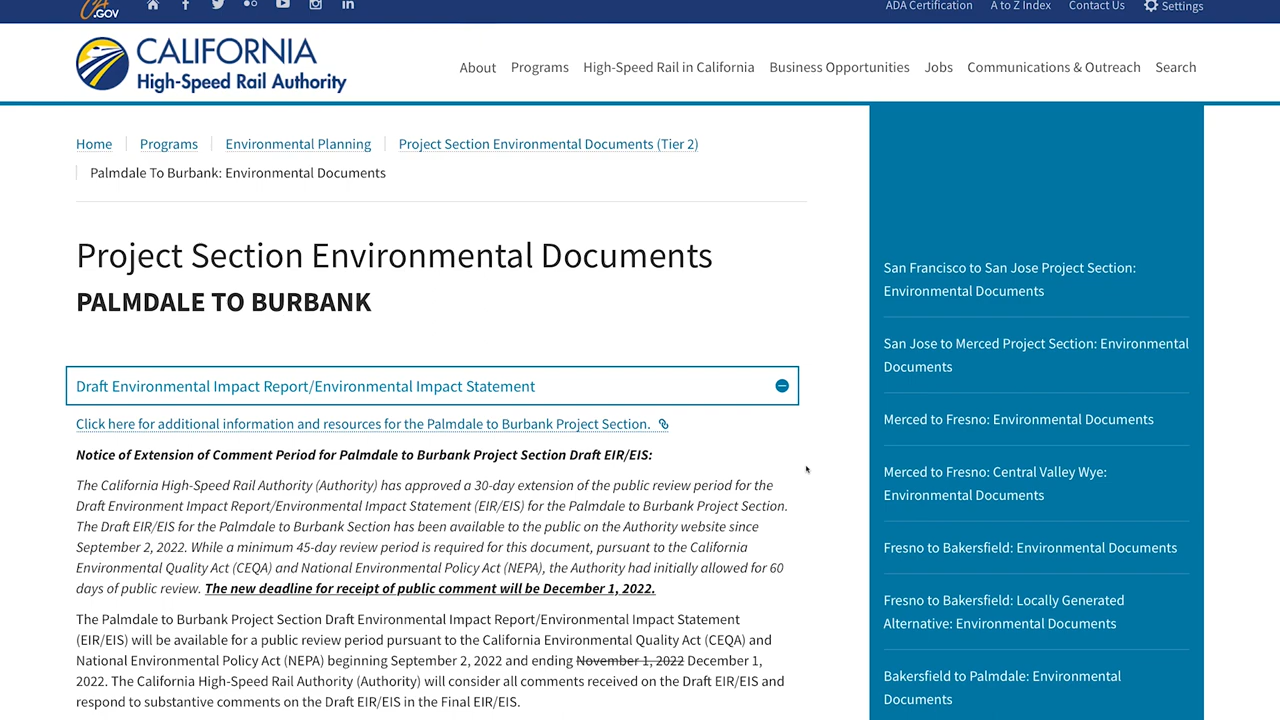 CA.GOV
ADA Certification A to Z Index Contact Us Settings
CALIFORNIA
High-Speed Rail Authority
About Programs High-Speed Rail in California Business Opportunities Jobs Communications & Outreach Search
Home Programs Environmental Planning Project Section Environmental Documents (Tier 2)
Palmdale To Burbank: Environmental Documents
Project Section Environmental Documents
PALMDALE TO BURBANK
Draft Environmental Impact Report/Environmental Impact Statement
Click here for additional information and resources for the Palmdale to Burbank Project Section.
Notice of Extension of Comment Period for Palmdale to Burbank Project Section Draft EIR/EIS:
The California High-Speed Rail Authority (Authority) has approved a 30-day extension of the public review period for the
Draft Environment Impact Report/Environmental Impact Statement (EIR/EIS) for the Palmdale to Burbank Project Section.
The Draft EIR/EIS for the Palmdale to Burbank Section has been available to the public on the Authority website since
September 2, 2022. While a minimum 45-day review period is required for this document, pursuant to the California
Environmental Quality Act (CEQA) and National Environmental Policy Act (NEPA), the Authority had initially allowed for 60
days of public review. The new deadline for receipt of public comment will be December 1, 2022.
The Palmdale to Burbank Project Section Draft Environmental Impact Report/Environmental Impact Statement
(EIR/EIS) will be available for a public review period pursuant to the California Environmental Quality Act (CEQA) and
National Environmental Policy Act (NEPA) beginning September 2, 2022 and ending November 1, 2022 December 1,
2022. The California High-Speed Rail Authority (Authority) will consider all comments received on the Draft EIR/EIS and
respond to substantive comments on the Draft EIR/EIS in the Final EIR/EIS.
San Francisco to San Jose Project Section:
Environmental Documents
San Jose to Merced Project Section: Environmental
Documents
Merced to Fresno: Environmental Documents
Merced to Fresno: Central Valley Wye:
Environmental Documents
Fresno to Bakersfield: Environmental Documents
Fresno to Bakersfield: Locally Generated
Alternative: Environmental Documents
Bakersfield to Palmdale: Environmental
Documents